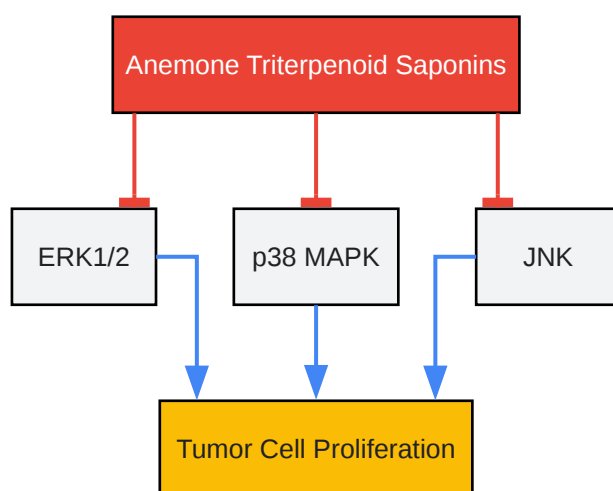 Anemone Triterpenoid Saponins
ERK1/2
p38 MAPK
JNK
Tumor Cell Proliferation